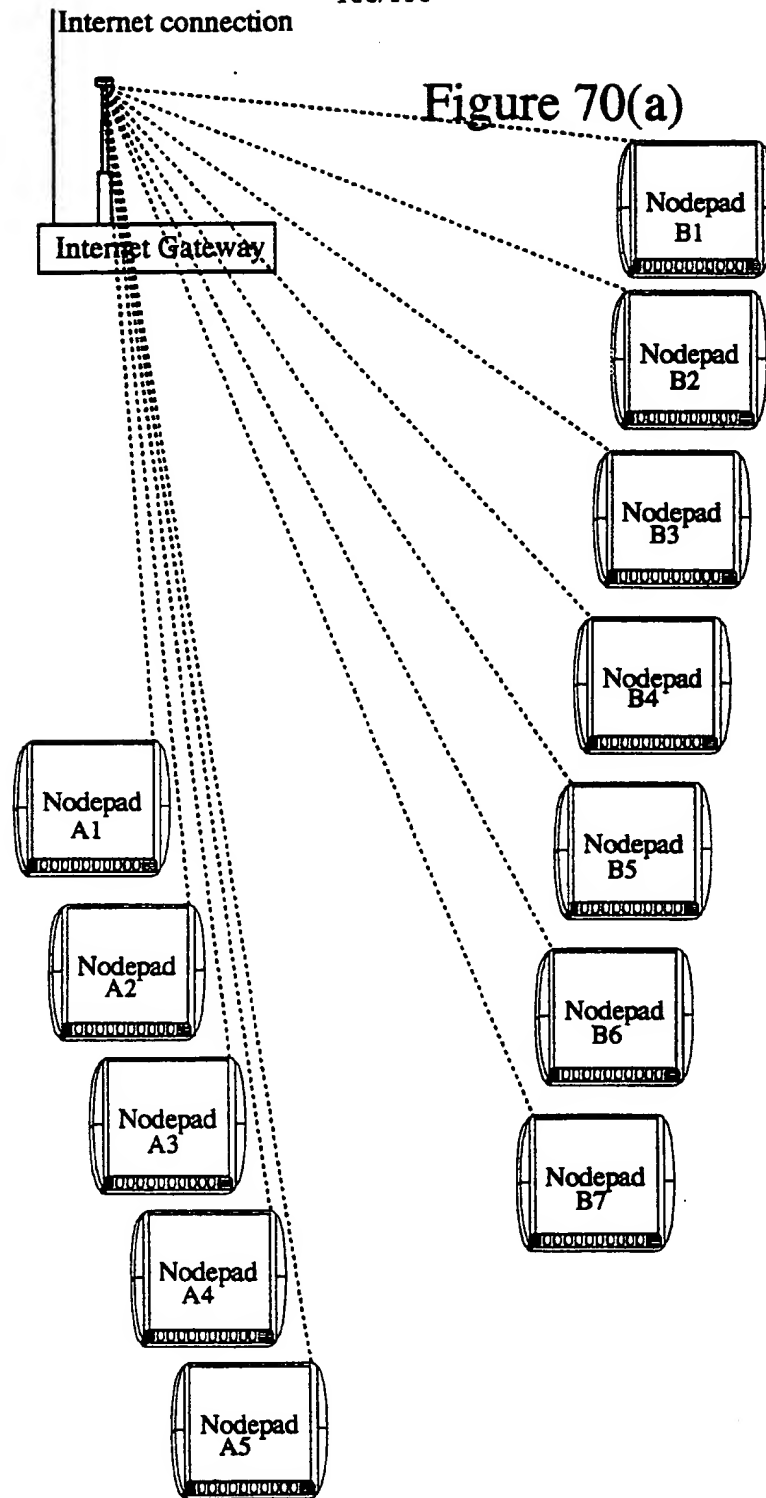 Internet connection
Figure 70(a)
Internet Gateway
Nodepad
B1
Nodepad
B2
Nodepad
B3
Nodepad
B4
Nodepad
A1
Nodepad
B5
Nodepad
A2
Nodepad
B6
Nodepad
A3
Nodepad
B7
Nodepad
A4
Nodepad
A5